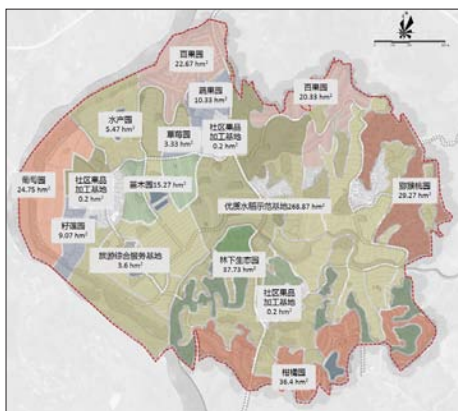 百果园
22.67 hm²
蔬果园
10.33 hm²
百果园
20.33 hm²
水产园
5.47 hm²
草莓园
3.33 hm²
社区果品
加工基地
0.2 hm²
葡萄园
24.75 hm²
社区果品
加工基地
0.2 hm²
苗木园15.27 hm²
猕猴桃园
29.27 hm²
优质水稻示范基地268.87 hm²
籽莲园
9.07 hm²
旅游综合服务基地
5.6 hm²
林下生态园
37.73 hm²
社区果品
加工基地
0.2 hm²
柑橘园
36.4 hm²